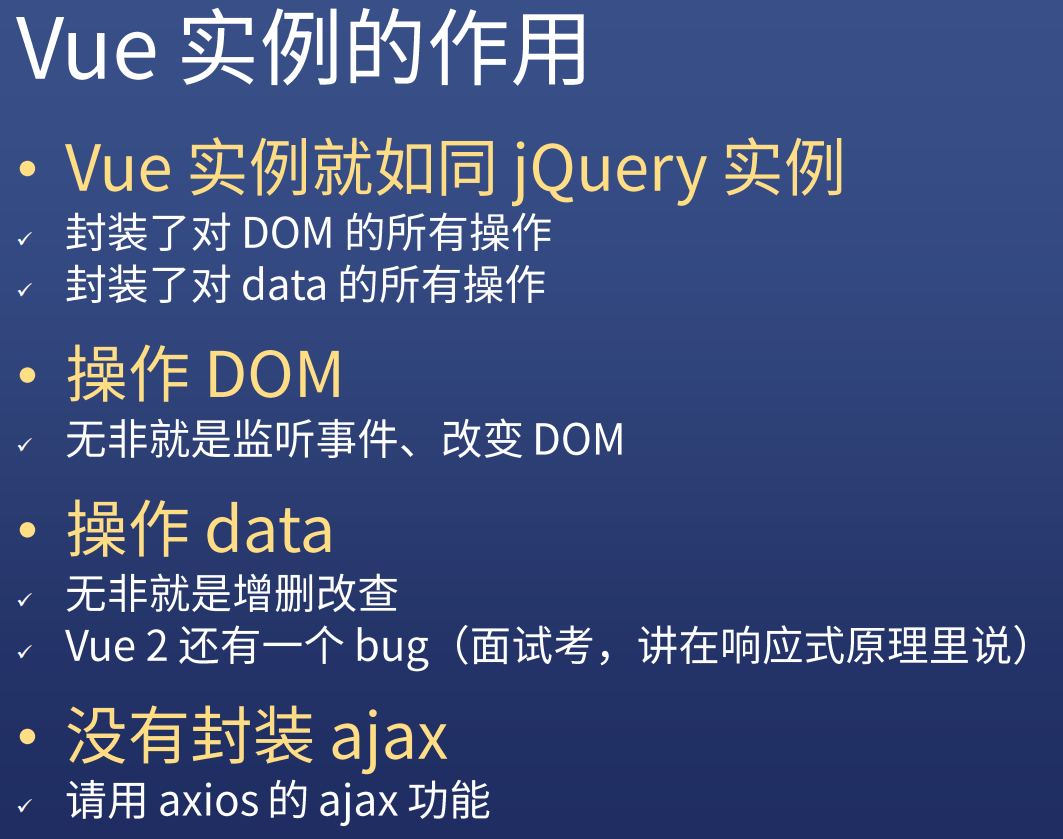 Vue 实例的作用
• Vue 实例就如同 jQuery 实例
✓ 封装了对 DOM 的所有操作
✓ 封装了对 data 的所有操作
• 操作 DOM
✓ 无非就是监听事件、改变 DOM
• 操作 data
✓ 无非就是增删改查
✓ Vue 2 还有一个 bug（面试考，讲在响应式原理里说）
• 没有封装 ajax
✓ 请用 axios 的 ajax 功能